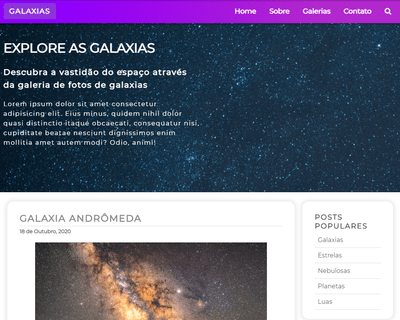 GALAXIAS
Home Sobre Galerias Contato
EXPLORE AS GALAXIAS
Descubra a vastidão do espaço através
da galeria de fotos de galaxias
Lorem ipsum dolor sit amet consectetur
adipisicing elit. Eius minus, quidem nihil dolor
quasi distinctio itaque obcaecati, consequatur nisi,
cupiditate beatae nesciunt dignissimos enim
mollitia amet autem modi? Odio, animi!
GALAXIA ANDRÔMEDA
18 de Outubro, 2020
POSTS
POPULARES
Galaxias
Estrelas
Nebulosas
Planetas
Luas